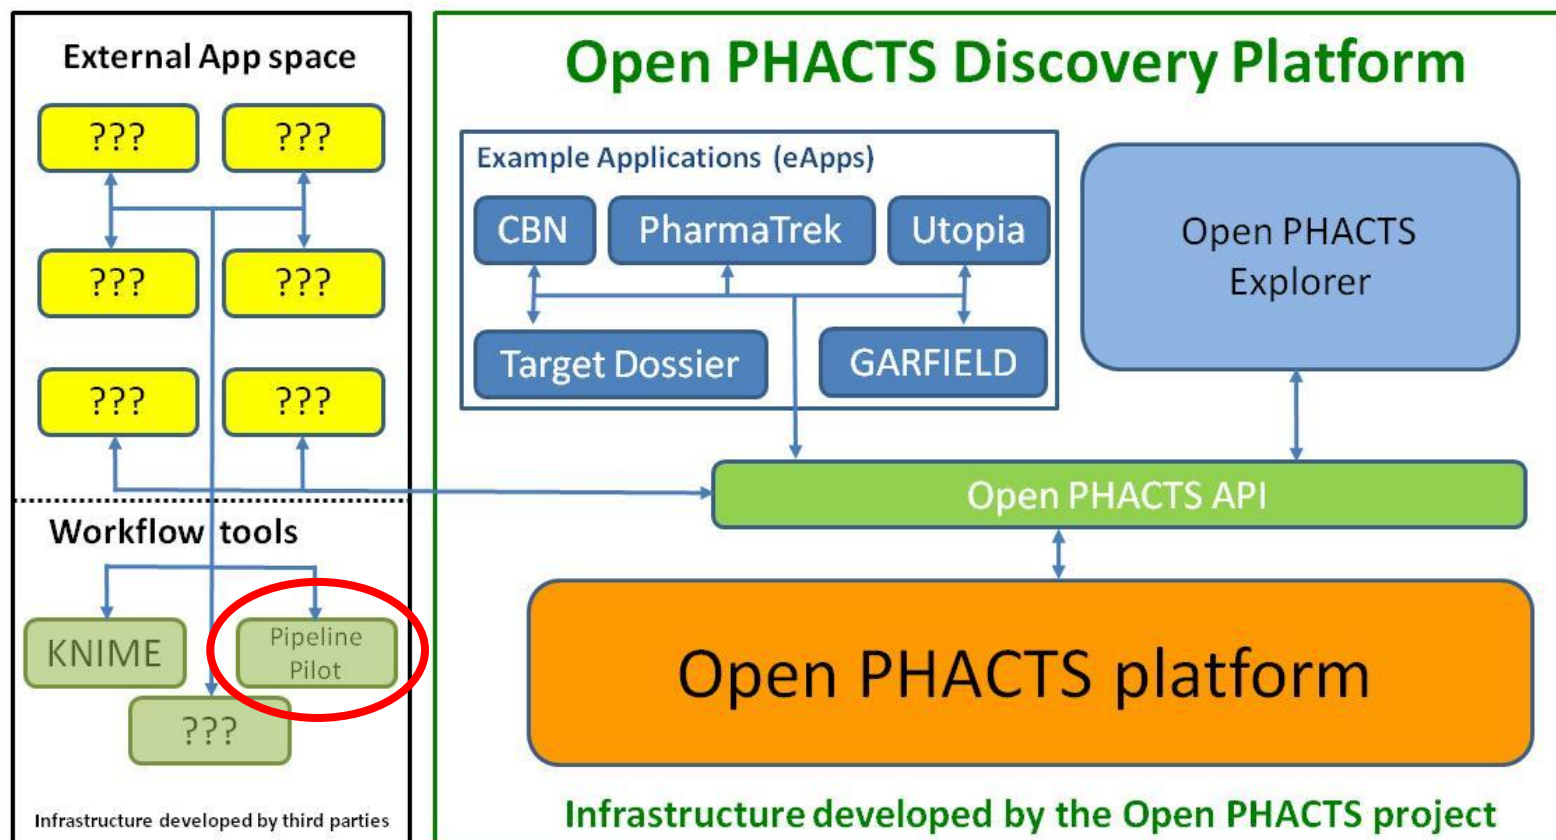 External App space
???
???
???
???
???
???
Workflow tools
KNIME
Pipeline
Pilot
???
Infrastructure developed by third parties
Open PHACTS Discovery Platform
Example Applications (eApps)
CBN
PharmaTrek
Utopia
Target Dossier
GARFIELD
Open PHACTS
Explorer
Open PHACTS API
Open PHACTS platform
Infrastructure developed by the Open PHACTS project